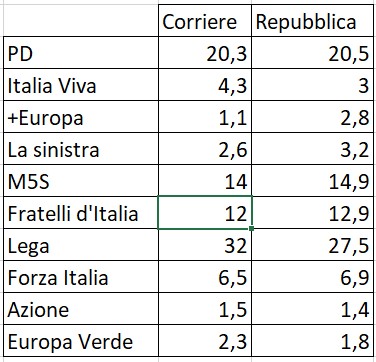 Corriere Repubblica
PD 20,3 20,5
Italia Viva 4,3 3
+Europa 1,1 2,8
La sinistra 2,6 3,2
M5S 14 14,9
Fratelli d'Italia 12 12,9
Lega 32 27,5
Forza Italia 6,5 6,9
Azione 1,5 1,4
Europa Verde 2,3 1,8